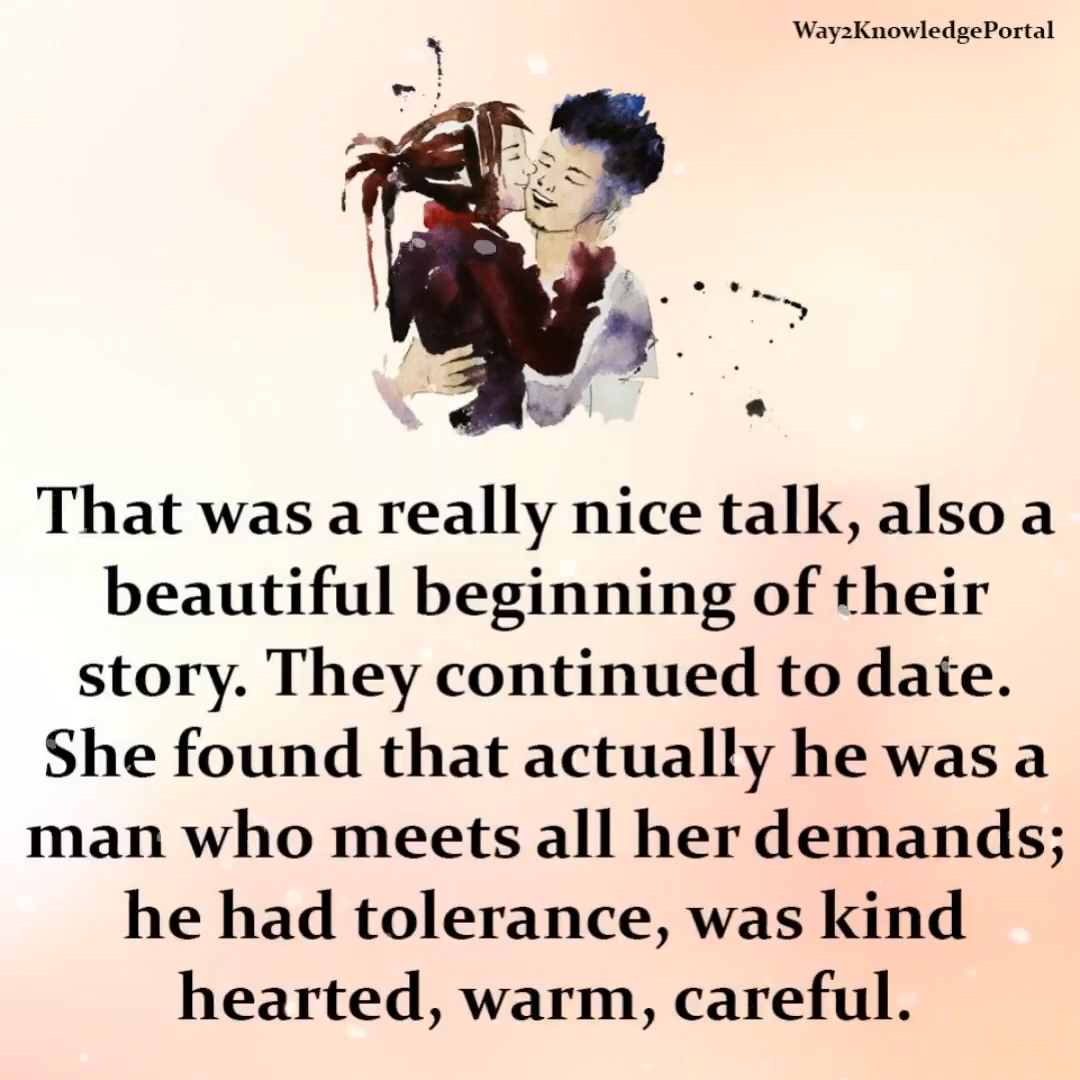 Way2KnowledgePortal
That was a really nice talk, also a
beautiful beginning of their
story. They continued to date.
She found that actually he was a
man who meets all her demands;
he had tolerance, was kind
hearted, warm, careful.